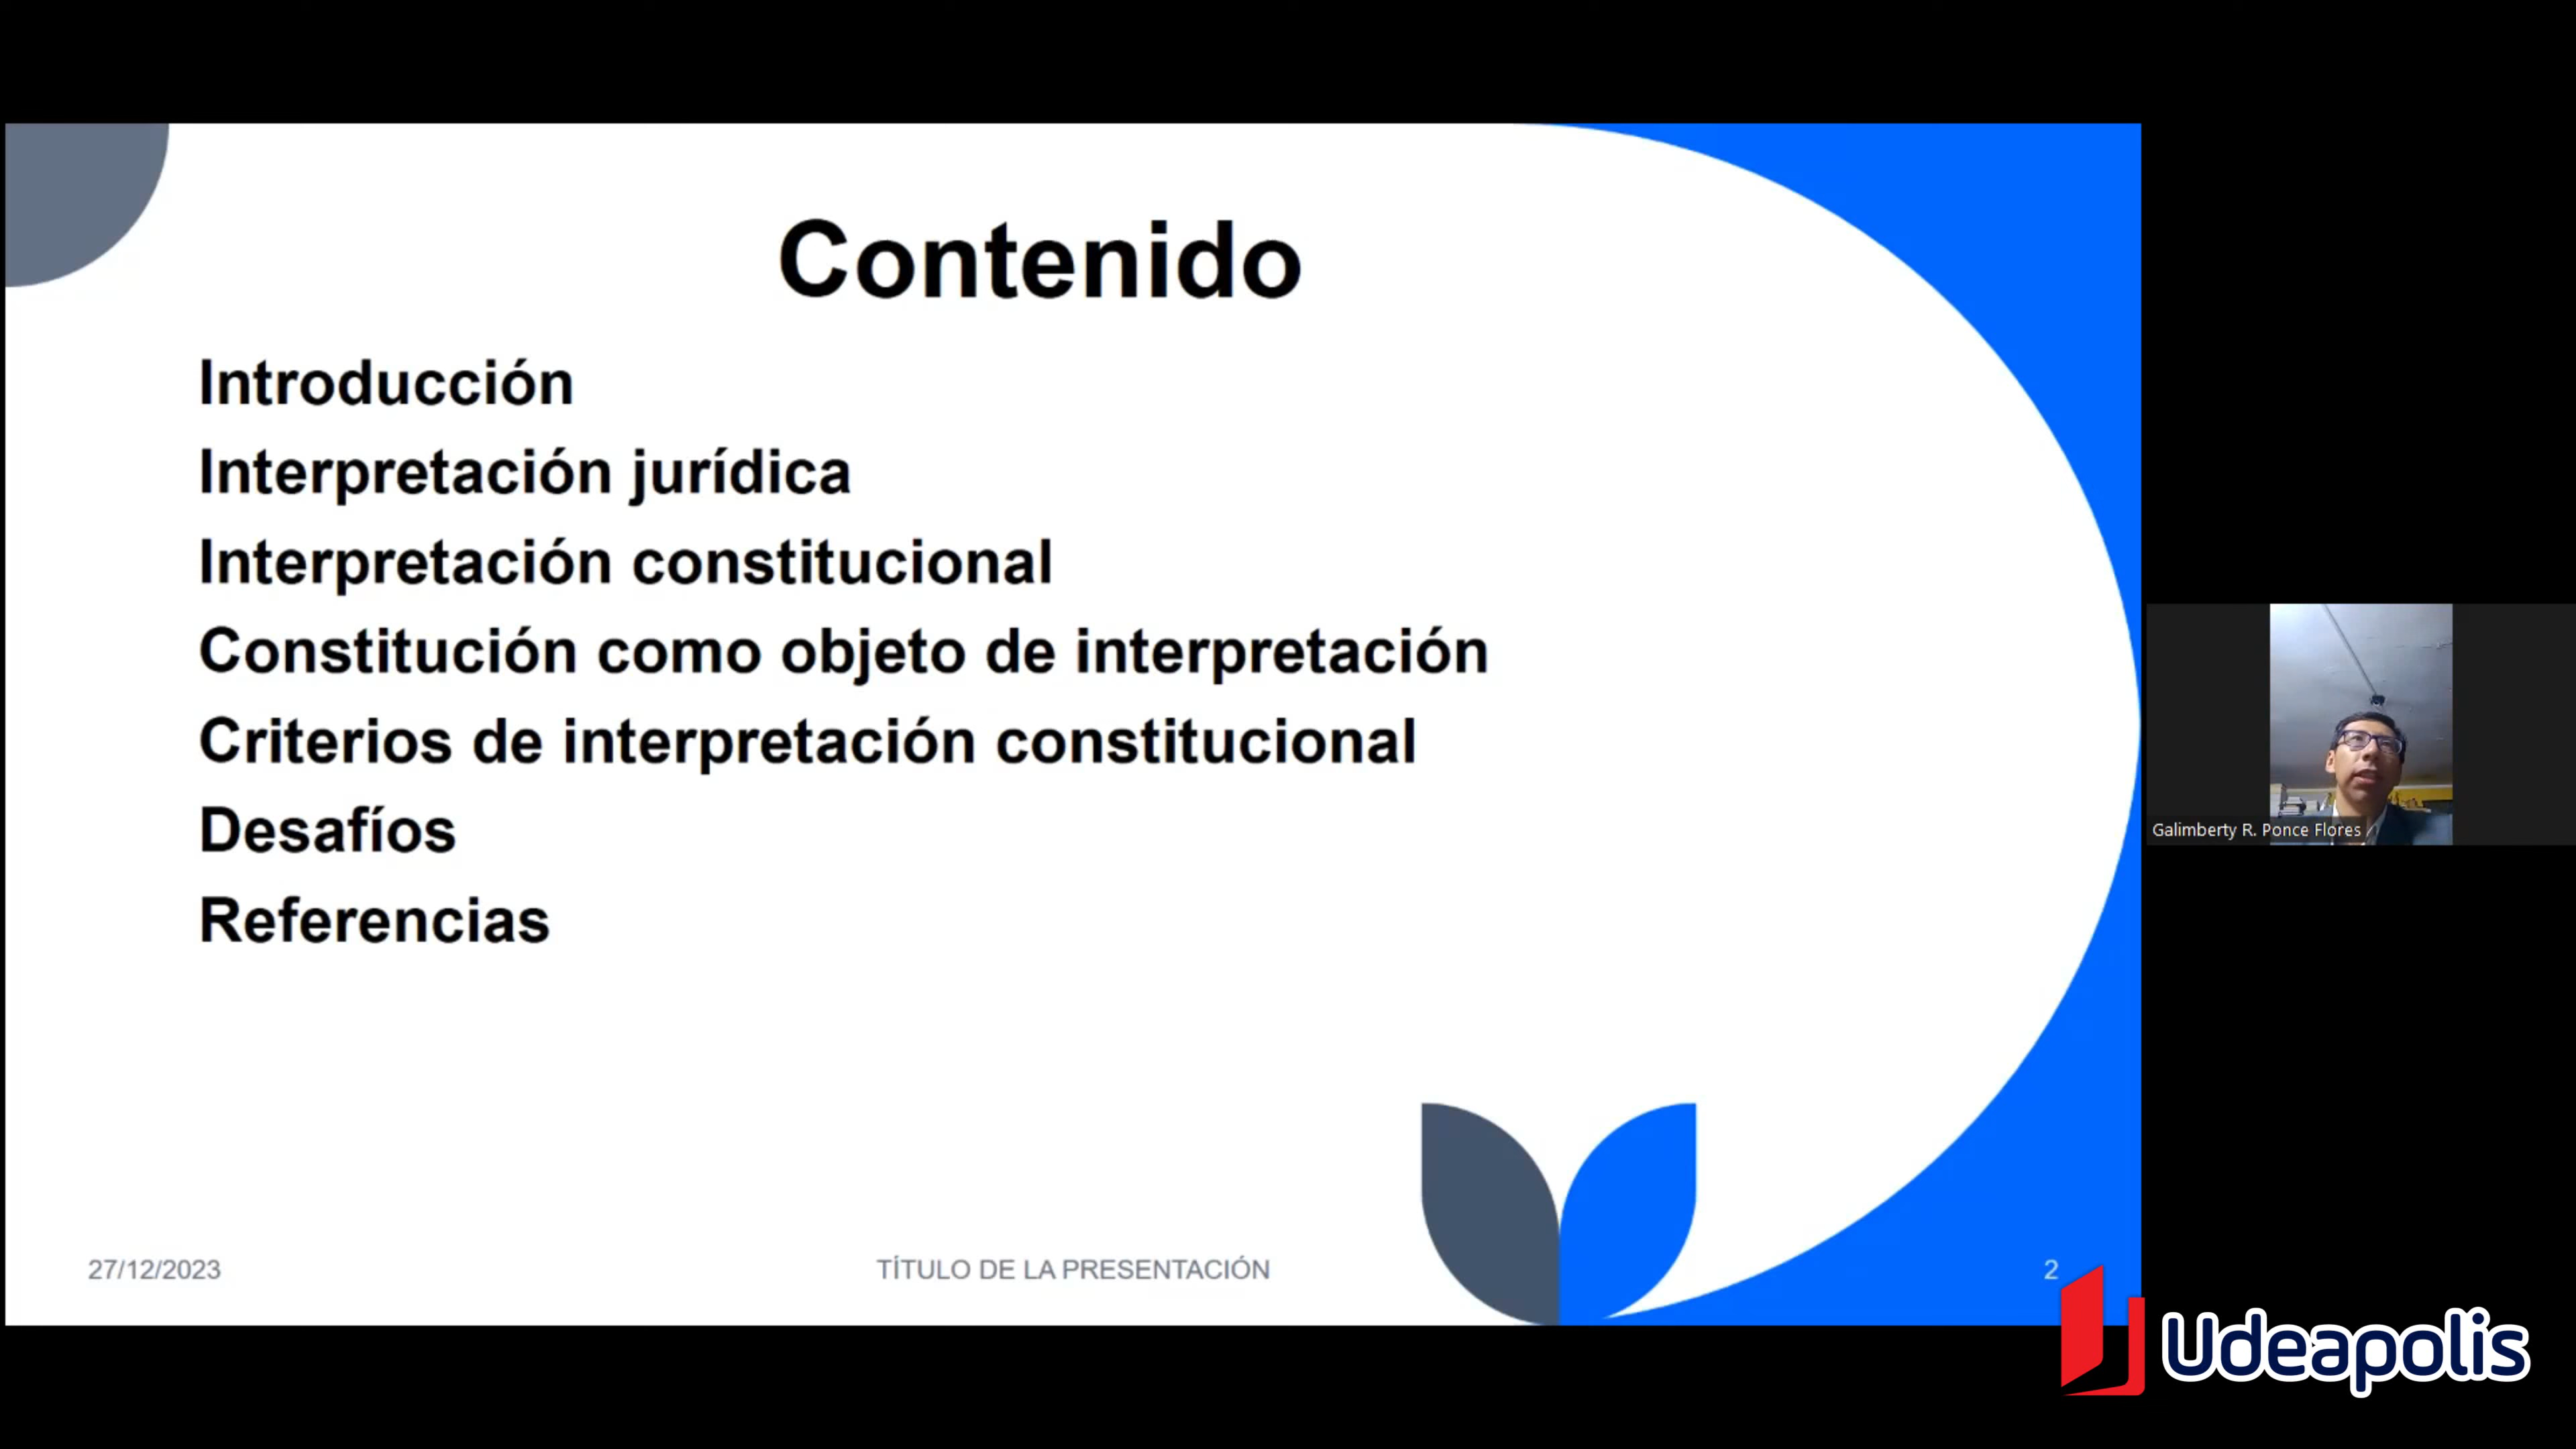 Contenido
Introducción
Interpretación jurídica
Interpretación constitucional
Constitución como objeto de interpretación
Criterios de interpretación constitucional
Desafíos
Referencias
Galimberty R. Ponce Flores
27/12/2023
TÍTULO DE LA PRESENTACIÓN
2
Udeapolis